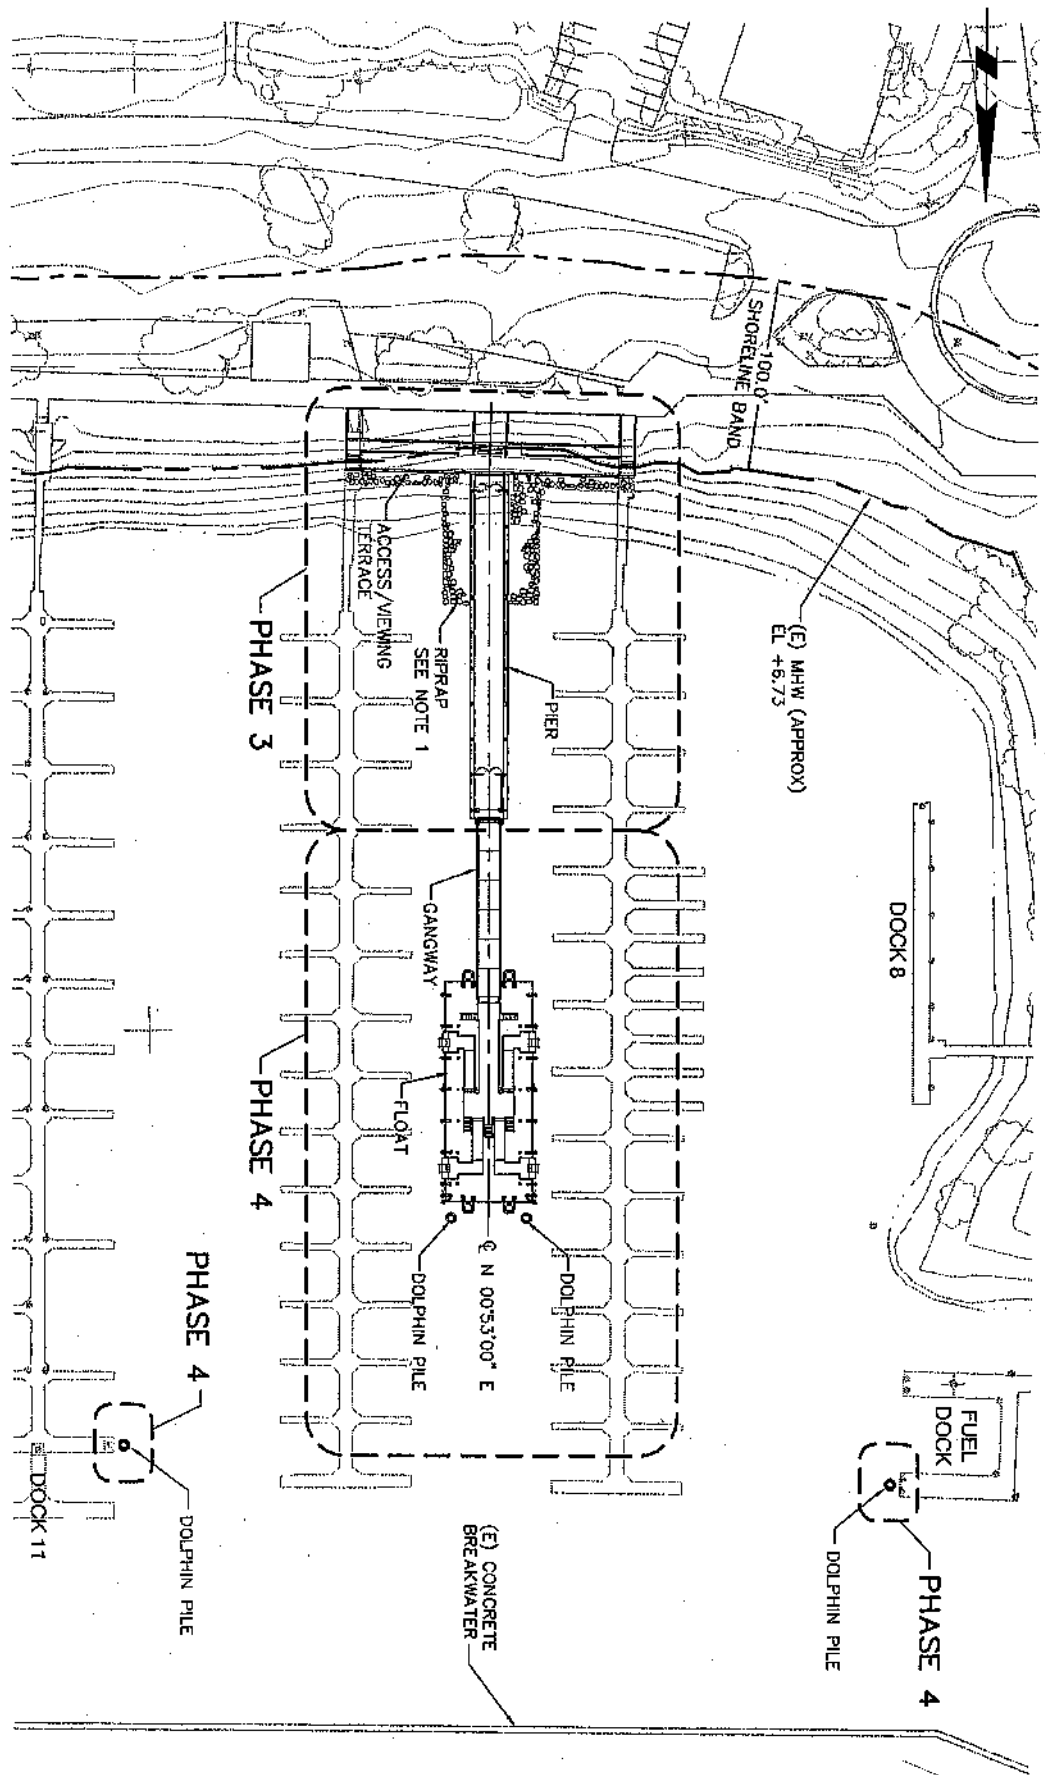 100.0'
SHORELINE BAND
(E) MHW (APPROX)
EL +6.73
ACCESS/VIEWING
TERRACE
RIPRAP
SEE NOTE 1
PIER
PHASE 3
DOCK 8
GANGWAY
FLOAT
PHASE 4
DOLPHIN PILE
℄ N 00°53'00" E
DOLPHIN PILE
PHASE 4
DOLPHIN PILE
DOCK 11
FUEL
DOCK
PHASE 4
DOLPHIN PILE
(E) CONCRETE
BREAKWATER